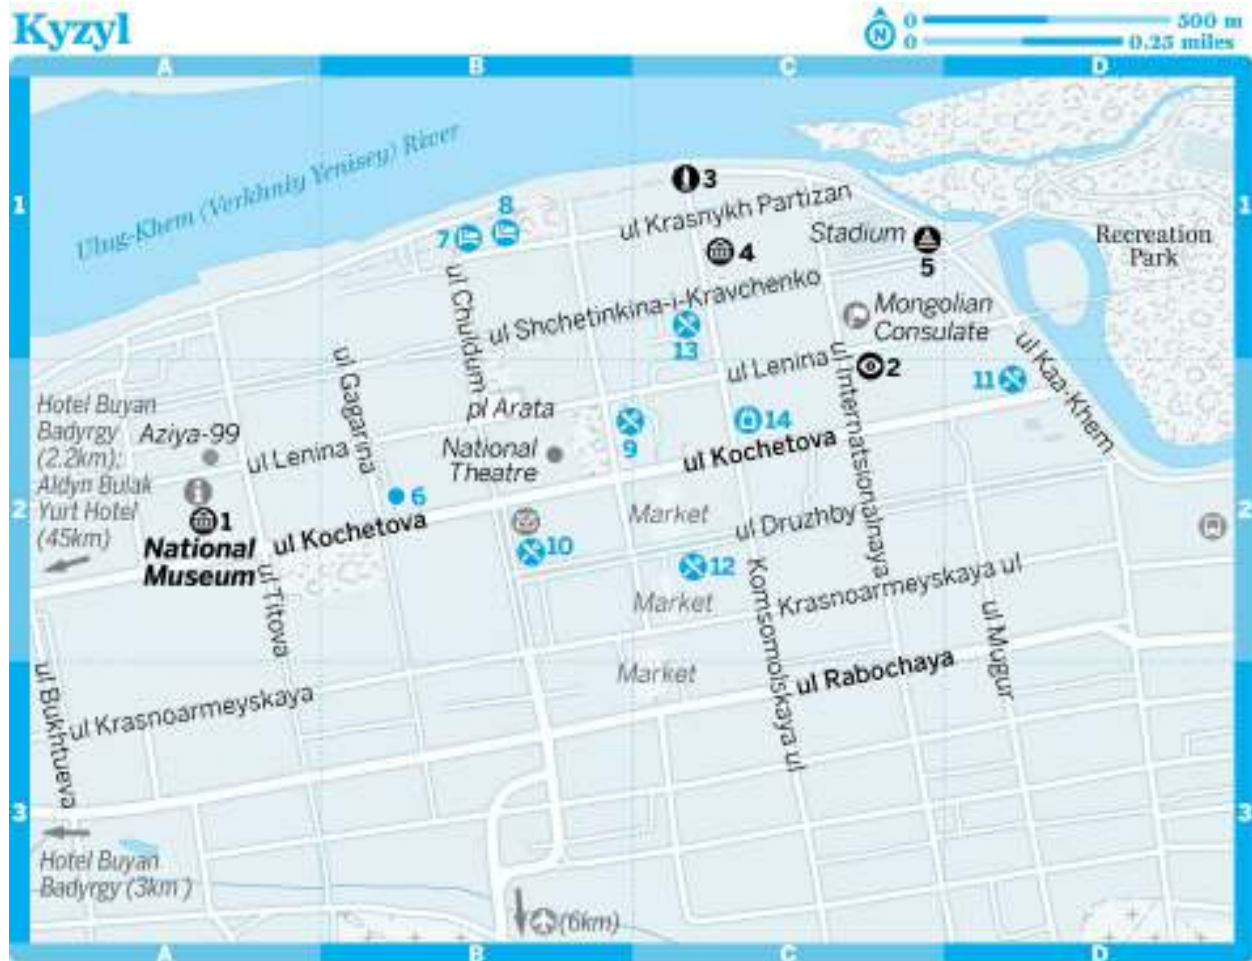 Kyzyl
0 500 m
0 0.25 miles
N
A B C D
1
1
Ulug-Khem (Verkhniy Yenisey) River
3
ul Krasnykh Partizan
8
7
4
Stadium
5
Recreation
Park
ul Chuldum
ul Shchetinkina-i-Kravchenko
13
Mongolian
Consulate
ul Gagarina
ul Lenina
2
ul Internatsionalnaya
11
ul Kaa-Khem
Hotel Buyan
Badyrgy
(2.2km);
Aldyn Bulak
Yurt Hotel
(45km)
Aziya-99
ul Lenina
pl Arata
National
Theatre
9
14
ul Kochetova
2
2
1
National
Museum
6
ul Kochetova
10
Market
ul Druzhby
12
Market
Krasnoarmeyskaya ul
ul Titova
Komsomolskaya ul
ul Mugur
Market
ul Rabochaya
ul Bukhtueva
ul Krasnoarmeyskaya
3
3
Hotel Buyan
Badyrgy (3km )
(6km)
A B C D